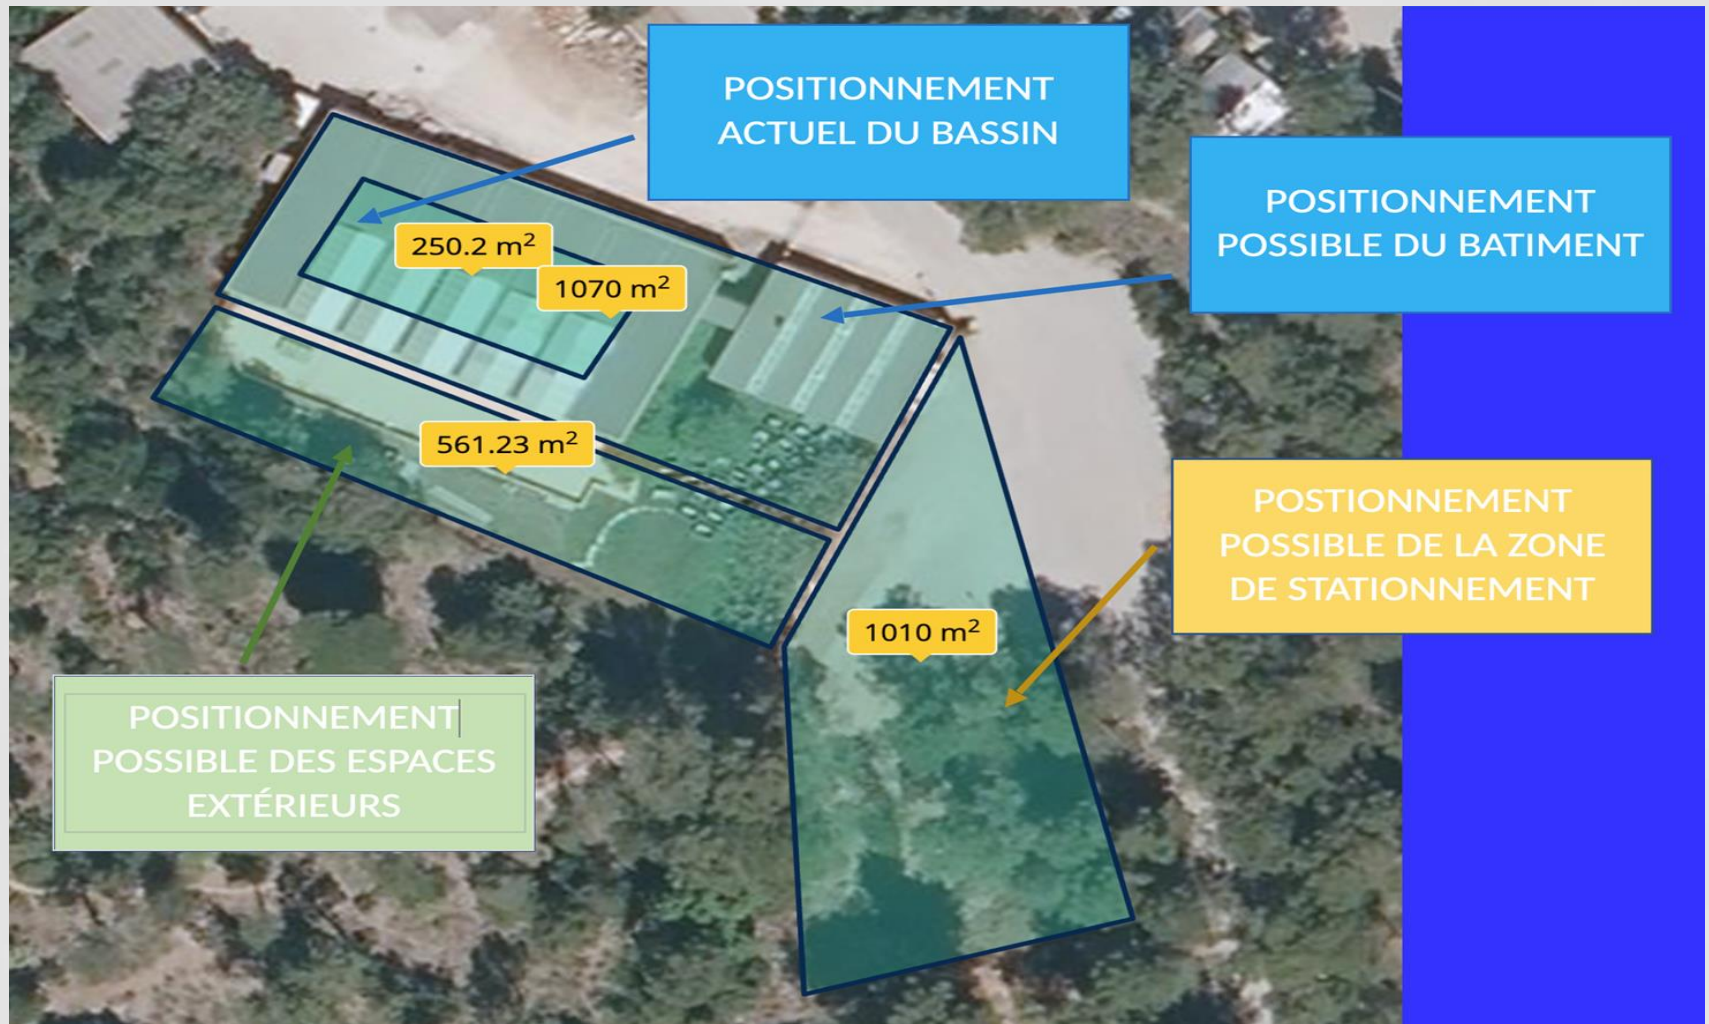 POSITIONNEMENT
ACTUEL DU BASSIN
POSITIONNEMENT
POSSIBLE DU BATIMENT
250.2 m²
1070 m²
561.23 m²
POSTIONNEMENT
POSSIBLE DE LA ZONE
DE STATIONNEMENT
1010 m²
POSITIONNEMENT
POSSIBLE DES ESPACES
EXTÉRIEURS